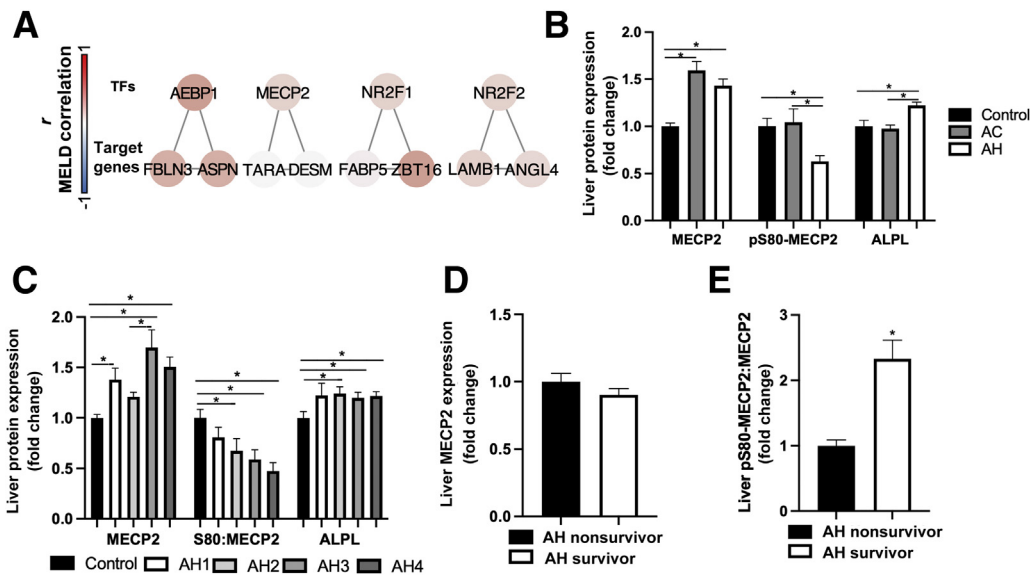 A
1
r
MELD correlation
-1
TFs
Target
genes
AEBP1
MECP2
NR2F1
NR2F2
FBLN3 ASPN TARA DESM FABP5 ZBT16 LAMB1 ANGL4
B
Liver protein expression
(fold change)
2.0
1.5
1.0
0.5
0.0
*
*
*
*
*
*
MECP2 pS80-MECP2 ALPL
Control
AC
AH
C
Liver protein expression
(fold change)
2.0
1.5
1.0
0.5
0.0
*
*
*
*
*
*
*
*
*
*
MECP2 S80:MECP2 ALPL
Control AH1 AH2 AH3 AH4
D
Liver MECP2 expression
(fold change)
1.5
1.0
0.5
0.0
AH nonsurvivor
AH survivor
E
Liver pS80-MECP2:MECP2
(fold change)
3
2
1
0
*
AH nonsurvivor
AH survivor